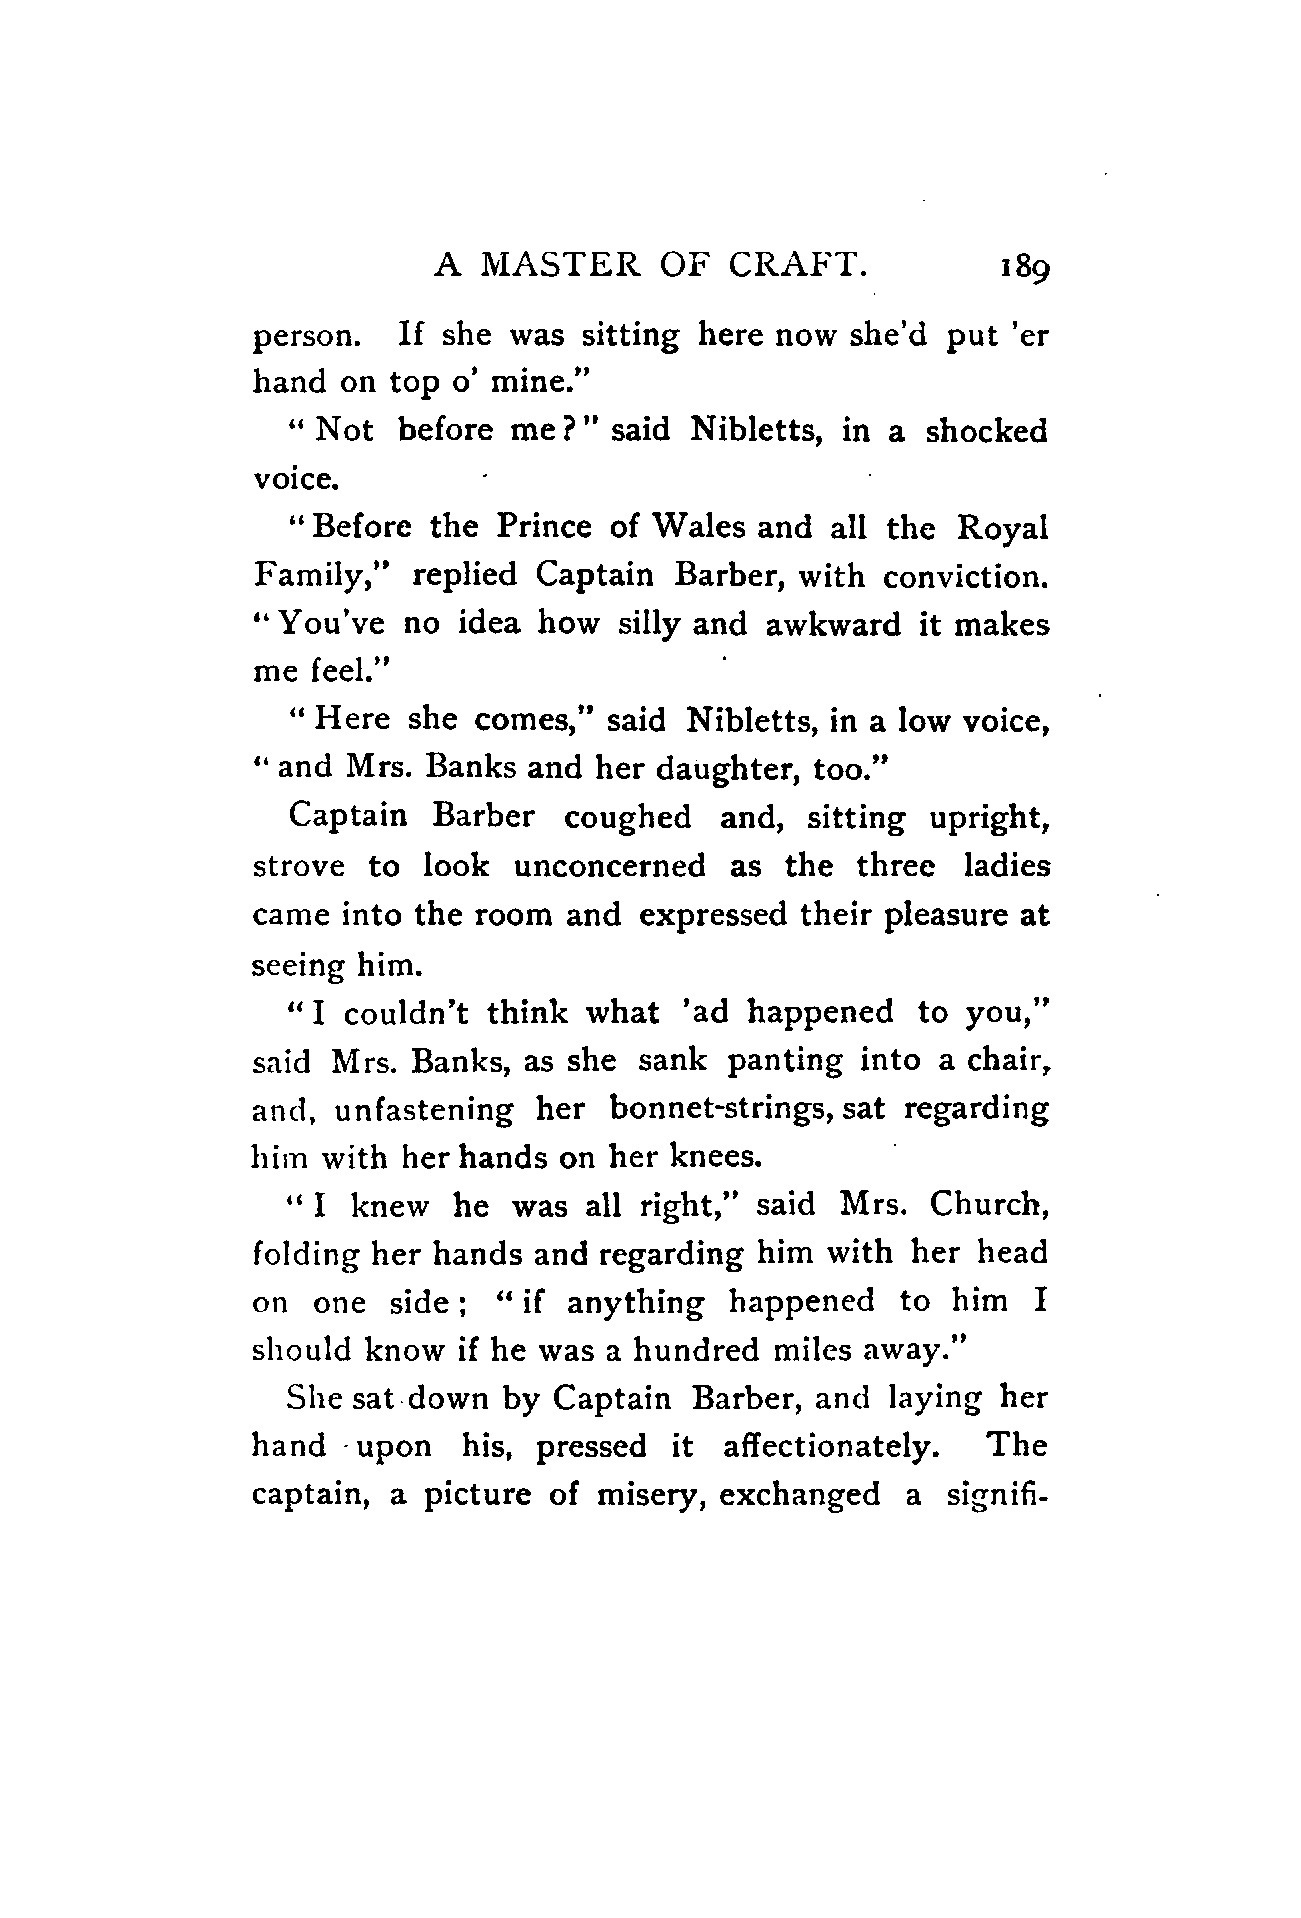 A MASTER OF CRAFT. 189
person. If she was sitting here now she'd put 'er
hand on top o' mine."
"Not before me?" said Nibletts, in a shocked
voice.
"Before the Prince of Wales and all the Royal
Family," replied Captain Barber, with conviction.
"You've no idea how silly and awkward it makes
me feel."
"Here she comes," said Nibletts, in a low voice,
"and Mrs. Banks and her daughter, too."
Captain Barber coughed and, sitting upright,
strove to look unconcerned as the three ladies
came into the room and expressed their pleasure at
seeing him.
"I couldn't think what 'ad happened to you,"
said Mrs. Banks, as she sank panting into a chair,
and, unfastening her bonnet-strings, sat regarding
him with her hands on her knees.
"I knew he was all right," said Mrs. Church,
folding her hands and regarding him with her head
on one side; "if anything happened to him I
should know if he was a hundred miles away."
She sat down by Captain Barber, and laying her
hand upon his, pressed it affectionately. The
captain, a picture of misery, exchanged a signifi-